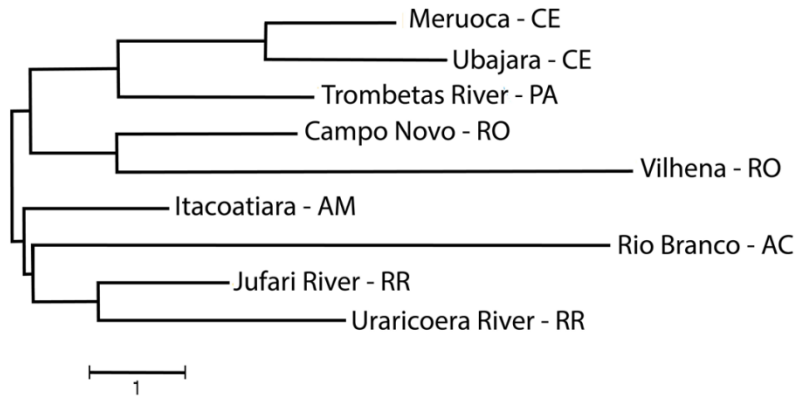 Meruoca - CE
Ubajara - CE
Trombetas River - PA
Campo Novo - RO
Vilhena - RO
Itacoatiara - AM
Rio Branco - AC
Jufari River - RR
Uraricoera River - RR
1